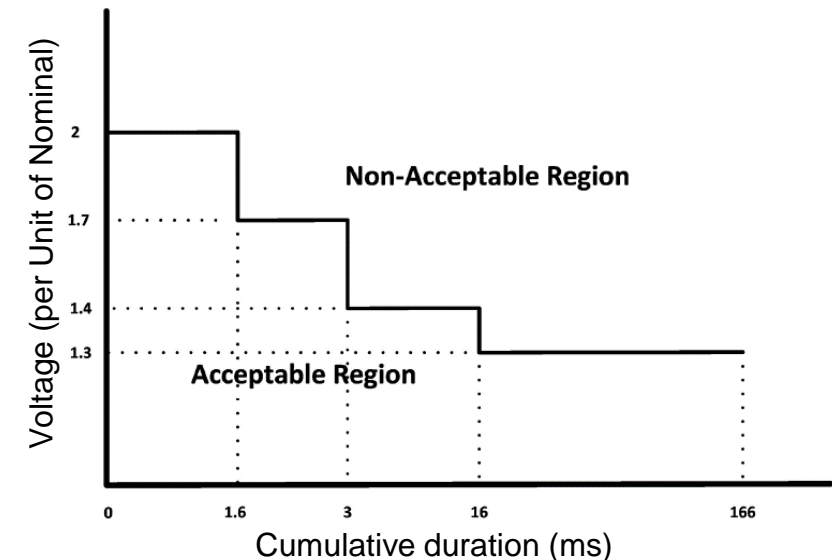 Voltage (per Unit of Nominal)
2
1.7
1.4
1.3
Non-Acceptable Region
Acceptable Region
0 1.6 3 16 166
Cumulative duration (ms)